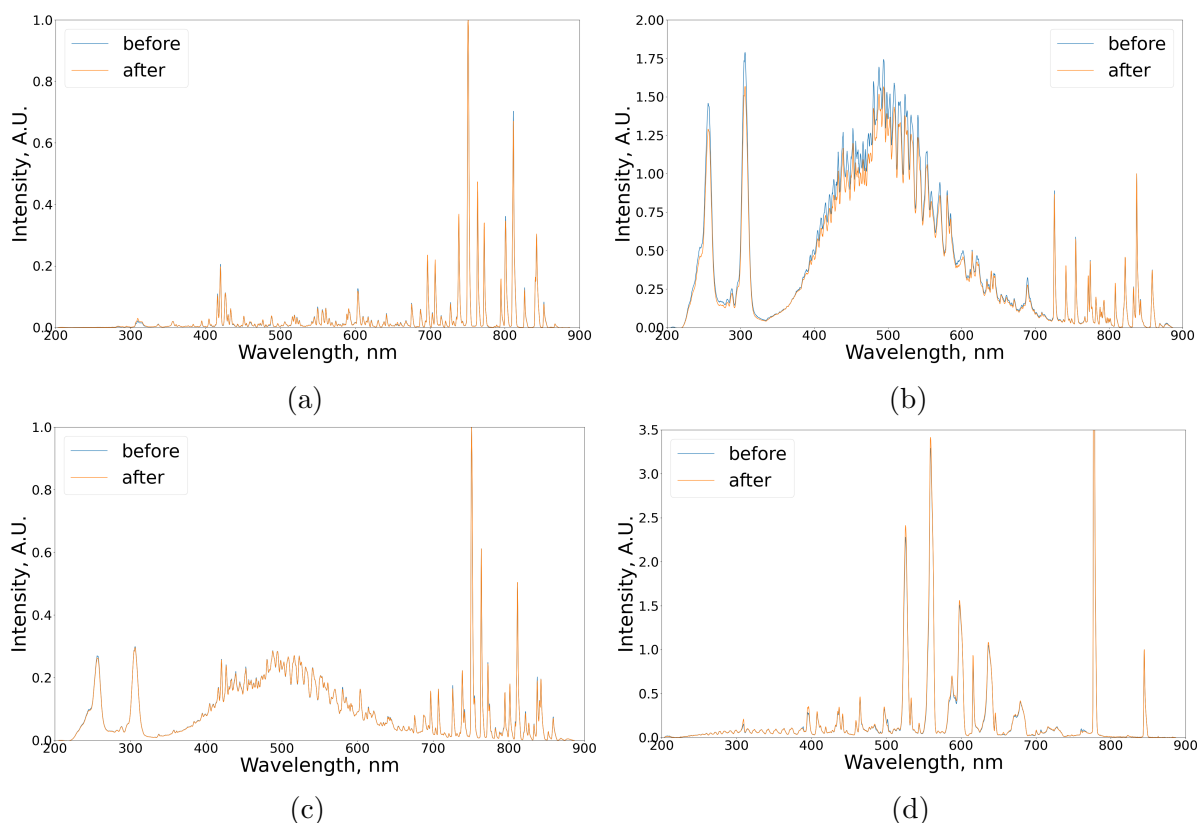 1.0
0.8
0.6
0.4
0.2
0.0
Intensity, A.U.
before
after
200 300 400 500 600 700 800 900
Wavelength, nm
(a)
2.00
1.75
1.50
1.25
1.00
0.75
0.50
0.25
0.00
Intensity, A.U.
before
after
200 300 400 500 600 700 800 900
Wavelength, nm
(b)
1.0
0.8
0.6
0.4
0.2
0.0
Intensity, A.U.
before
after
200 300 400 500 600 700 800 900
Wavelength, nm
(c)
3.5
3.0
2.5
2.0
1.5
1.0
0.5
0.0
Intensity, A.U.
before
after
200 300 400 500 600 700 800 900
Wavelength, nm
(d)